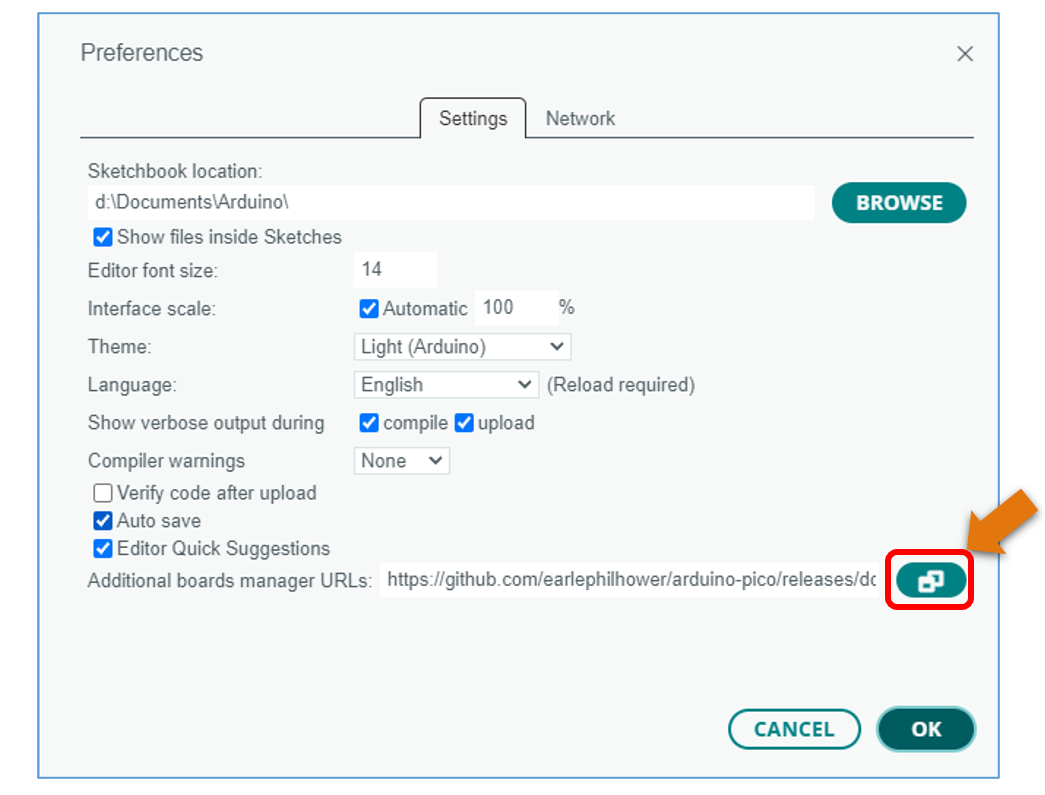 Preferences
Settings Network
Sketchbook location:
d:\Documents\Arduino\
BROWSE
Show files inside Sketches
Editor font size: 14
Interface scale: Automatic 100 %
Theme: Light (Arduino)
Language: English (Reload required)
Show verbose output during compile upload
Compiler warnings None
Verify code after upload
Auto save
Editor Quick Suggestions
Additional boards manager URLs: https://github.com/earlephilhower/arduino-pico/releases/dc
CANCEL OK